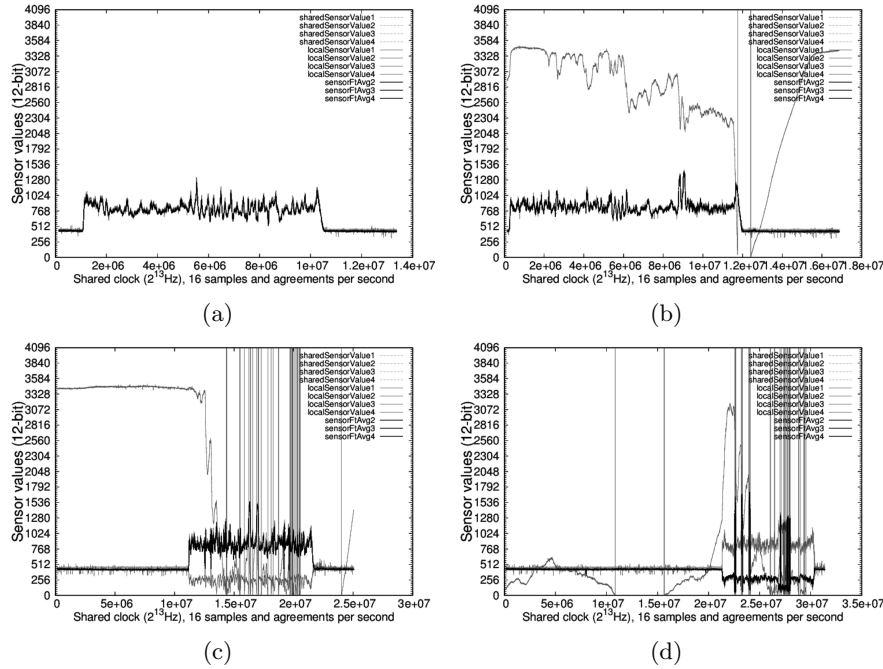 4096
3840
3584
3328
3072
2816
2560
2304
2048
1792
1536
1280
1024
768
512
256
0
Sensor values (12-bit)
sharedSensorValue1
sharedSensorValue2
sharedSensorValue3
sharedSensorValue4
localSensorValue1
localSensorValue2
localSensorValue3
localSensorValue4
sensorFtAvg2
sensorFtAvg3
sensorFtAvg4
0 2e+06 4e+06 6e+06 8e+06 1e+07 1.2e+07 1.4e+07
Shared clock (2^13Hz), 16 samples and agreements per second
(a)
4096
3840
3584
3328
3072
2816
2560
2304
2048
1792
1536
1280
1024
768
512
256
0
Sensor values (12-bit)
sharedSensorValue1
sharedSensorValue2
sharedSensorValue3
sharedSensorValue4
localSensorValue1
localSensorValue2
localSensorValue3
localSensorValue4
sensorFtAvg2
sensorFtAvg3
sensorFtAvg4
0 2e+06 4e+06 6e+06 8e+06 1e+07 1.2e+07 1.4e+07 1.6e+07 1.8e+07
Shared clock (2^13Hz), 16 samples and agreements per second
(b)
4096
3840
3584
3328
3072
2816
2560
2304
2048
1792
1536
1280
1024
768
512
256
0
Sensor values (12-bit)
sharedSensorValue1
sharedSensorValue2
sharedSensorValue3
sharedSensorValue4
localSensorValue1
localSensorValue2
localSensorValue3
localSensorValue4
sensorFtAvg2
sensorFtAvg3
sensorFtAvg4
0 5e+06 1e+07 1.5e+07 2e+07 2.5e+07 3e+07
Shared clock (2^13Hz), 16 samples and agreements per second
(c)
4096
3840
3584
3328
3072
2816
2560
2304
2048
1792
1536
1280
1024
768
512
256
0
Sensor values (12-bit)
sharedSensorValue1
sharedSensorValue2
sharedSensorValue3
sharedSensorValue4
localSensorValue1
localSensorValue2
localSensorValue3
localSensorValue4
sensorFtAvg2
sensorFtAvg3
sensorFtAvg4
0 5e+06 1e+07 1.5e+07 2e+07 2.5e+07 3e+07 3.5e+07
Shared clock (2^13Hz), 16 samples and agreements per second
(d)